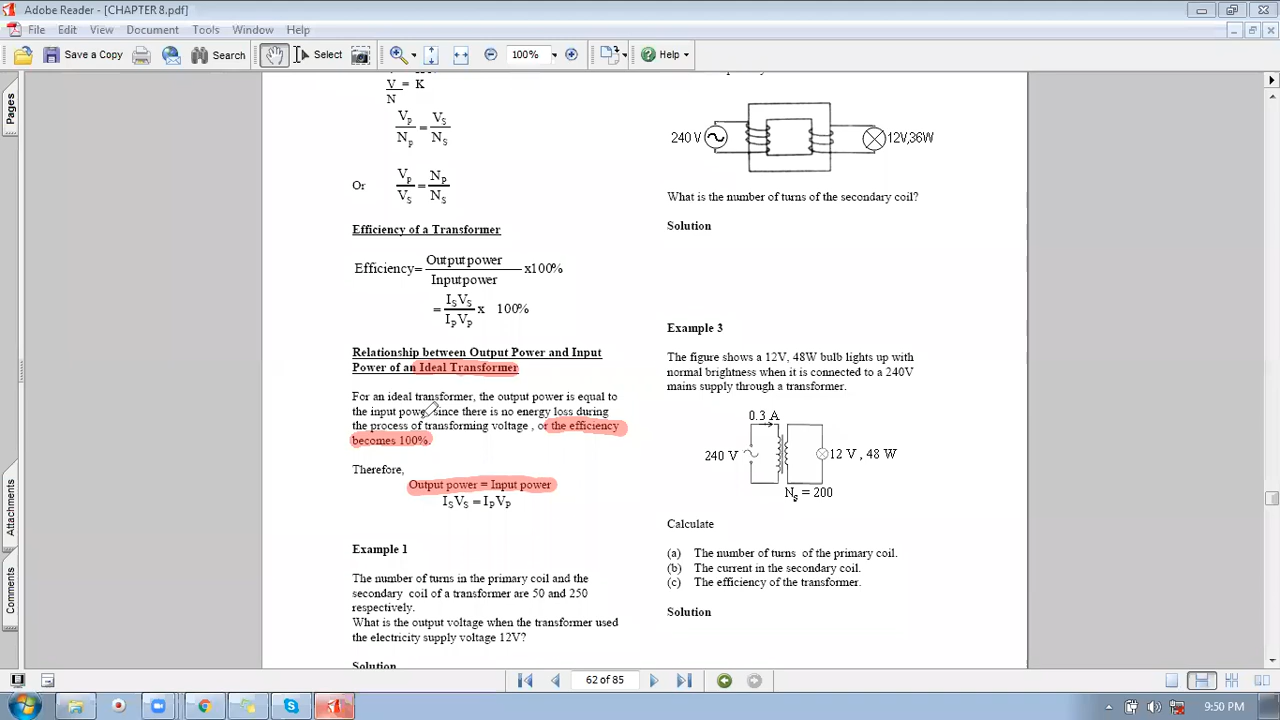 Adobe Reader - [CHAPTER 8.pdf]
File Edit View Document Tools Window Help
Save a Copy Search Select 100% Help
Pages
Attachments
Comments
V = K
N
Vp = Vs
Np Ns
Or Vp = Np
Vs Ns
Efficiency of a Transformer
Efficiency= Output power x100%
Input power
= IsVs x 100%
IpVp
Relationship between Output Power and Input
Power of an Ideal Transformer
For an ideal transformer, the output power is equal to
the input power since there is no energy loss during
the process of transforming voltage , or the efficiency
becomes 100%.
Therefore,
Output power = Input power
IsVs = IpVp
Example 1
The number of turns in the primary coil and the
secondary coil of a transformer are 50 and 250
respectively.
What is the output voltage when the transformer used
the electricity supply voltage 12V?
Solution
240 V 12V,36W
What is the number of turns of the secondary coil?
Solution
Example 3
The figure shows a 12V, 48W bulb lights up with
normal brightness when it is connected to a 240V
mains supply through a transformer.
0.3 A
240 V 12 V , 48 W
Ns = 200
Calculate
(a) The number of turns of the primary coil.
(b) The current in the secondary coil.
(c) The efficiency of the transformer.
Solution
62 of 85
9:50 PM